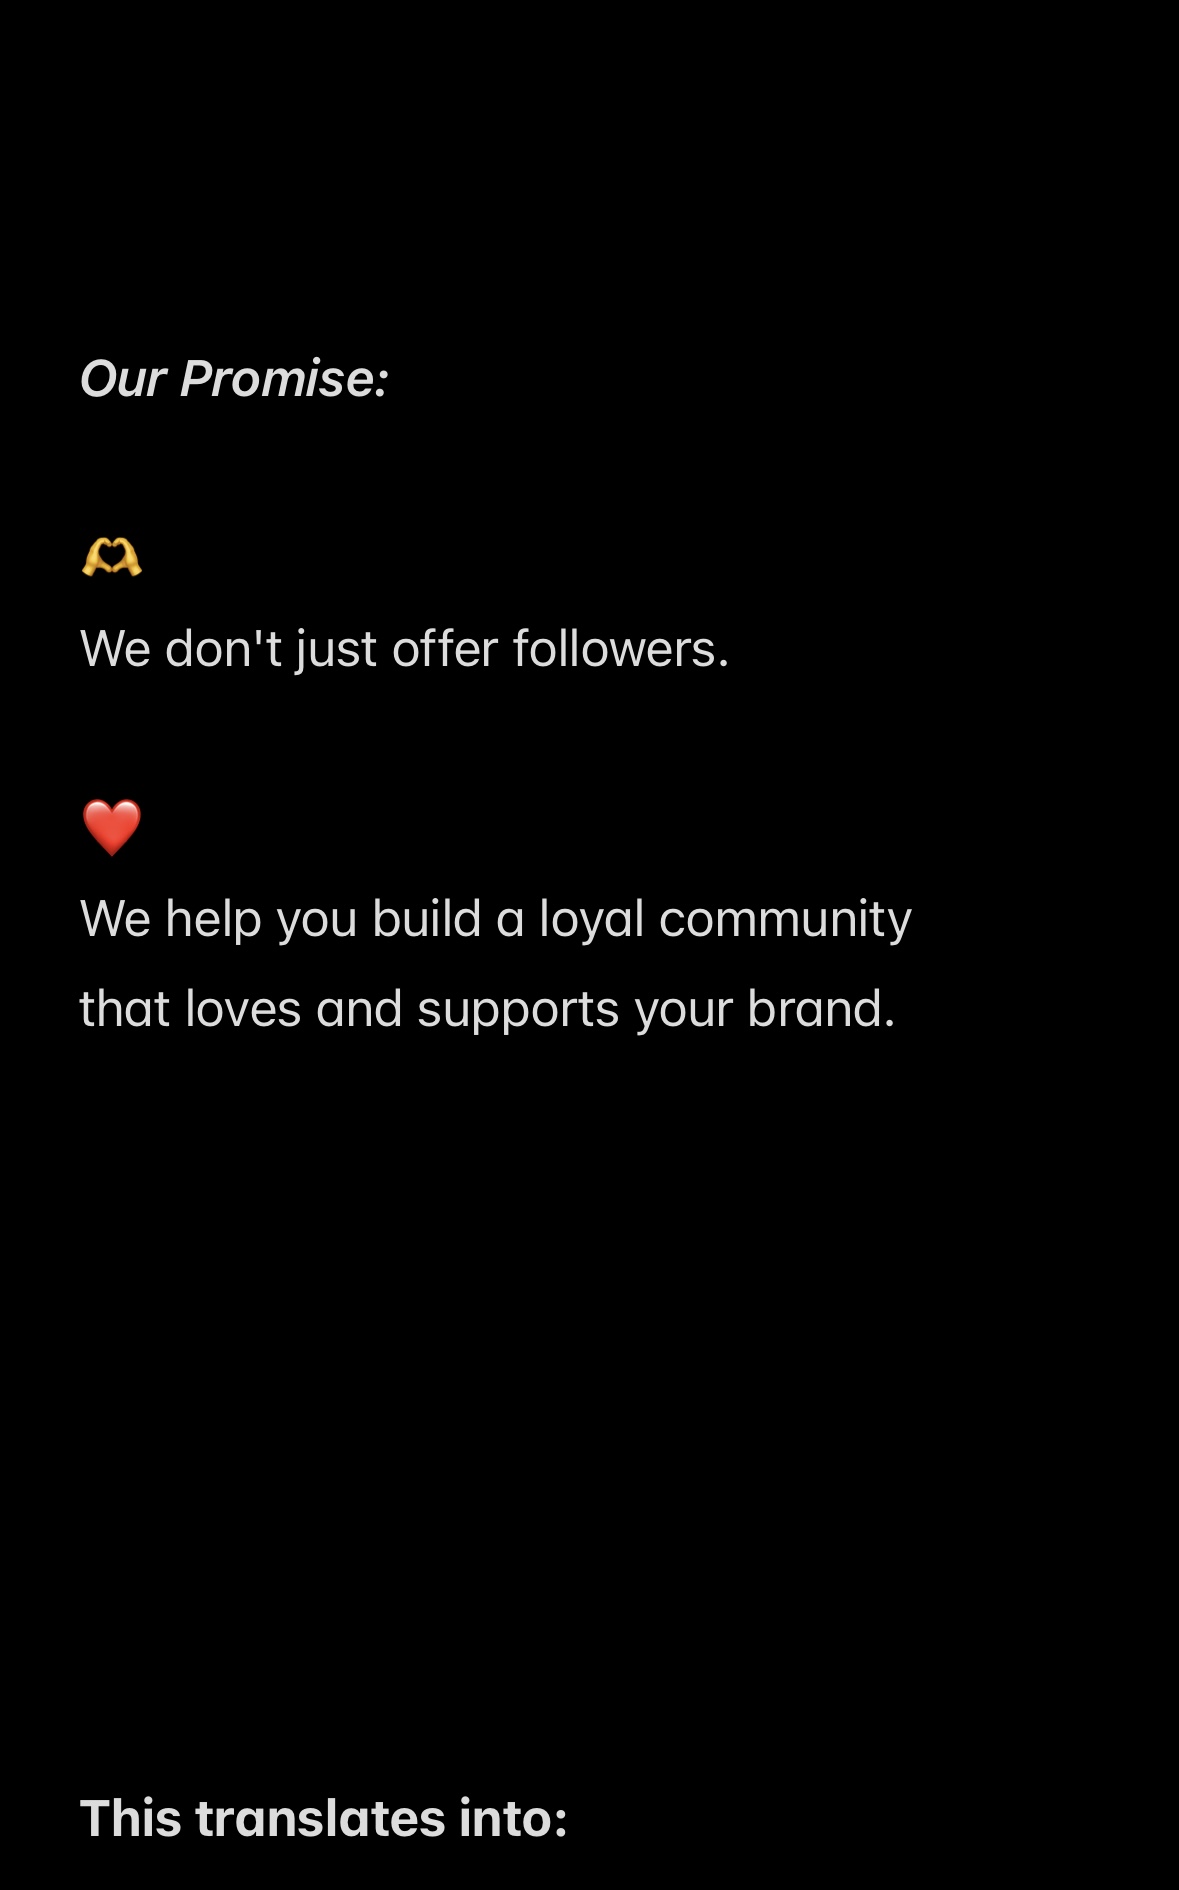 Our Promise:
🫶
We don't just offer followers.
❤️
We help you build a loyal community
that loves and supports your brand.
This translates into: